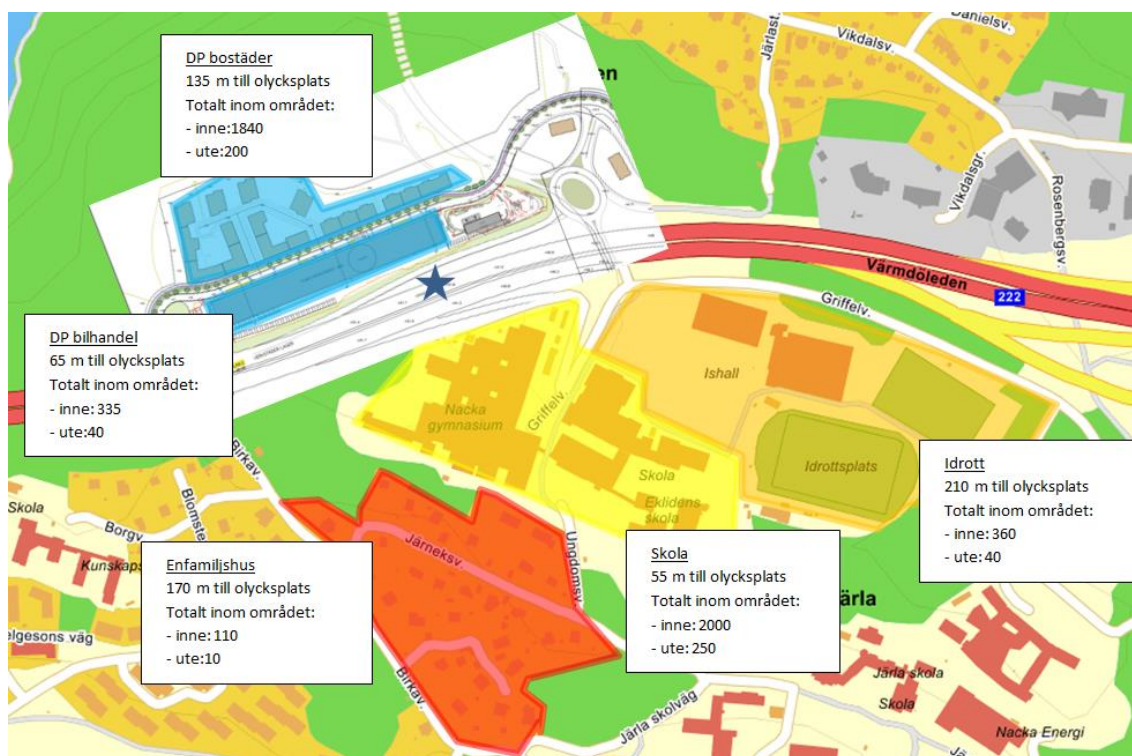 DP bostäder
135 m till olycksplats
Totalt inom området:
- inne:1840
- ute:200
en
Järlast.
Vikdalsv.
Danielsv.
Vikdalsgr.
Rosenbergsv.
Värmdöleden
222
Griffelv.
DP bilhandel
65 m till olycksplats
Totalt inom området:
- inne: 335
- ute:40
Ishall
Nacka
gymnasium
Griffelv.
Idrottsplats
Skola
Eklidens
skola
Idrott
210 m till olycksplats
Totalt inom området:
- inne: 360
- ute: 40
Birkav.
Skola
Borgv.
Blomste
Kunskaps
Järneksv.
Ungdomsv.
Enfamiljshus
170 m till olycksplats
Totalt inom området:
- inne: 110
- ute:10
Skola
55 m till olycksplats
Totalt inom området:
- inne: 2000
- ute: 250
ärla
elgesons väg
Birkav.
Järla skolväg
Järla skola
Skola
Nacka Energi